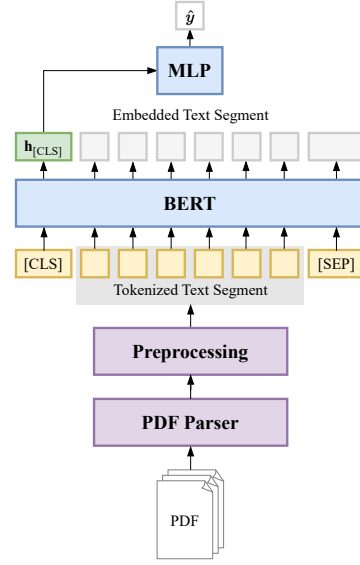 ŷ
MLP
Embedded Text Segment
h[CLS]
BERT
[CLS] [SEP]
Tokenized Text Segment
Preprocessing
PDF Parser
PDF